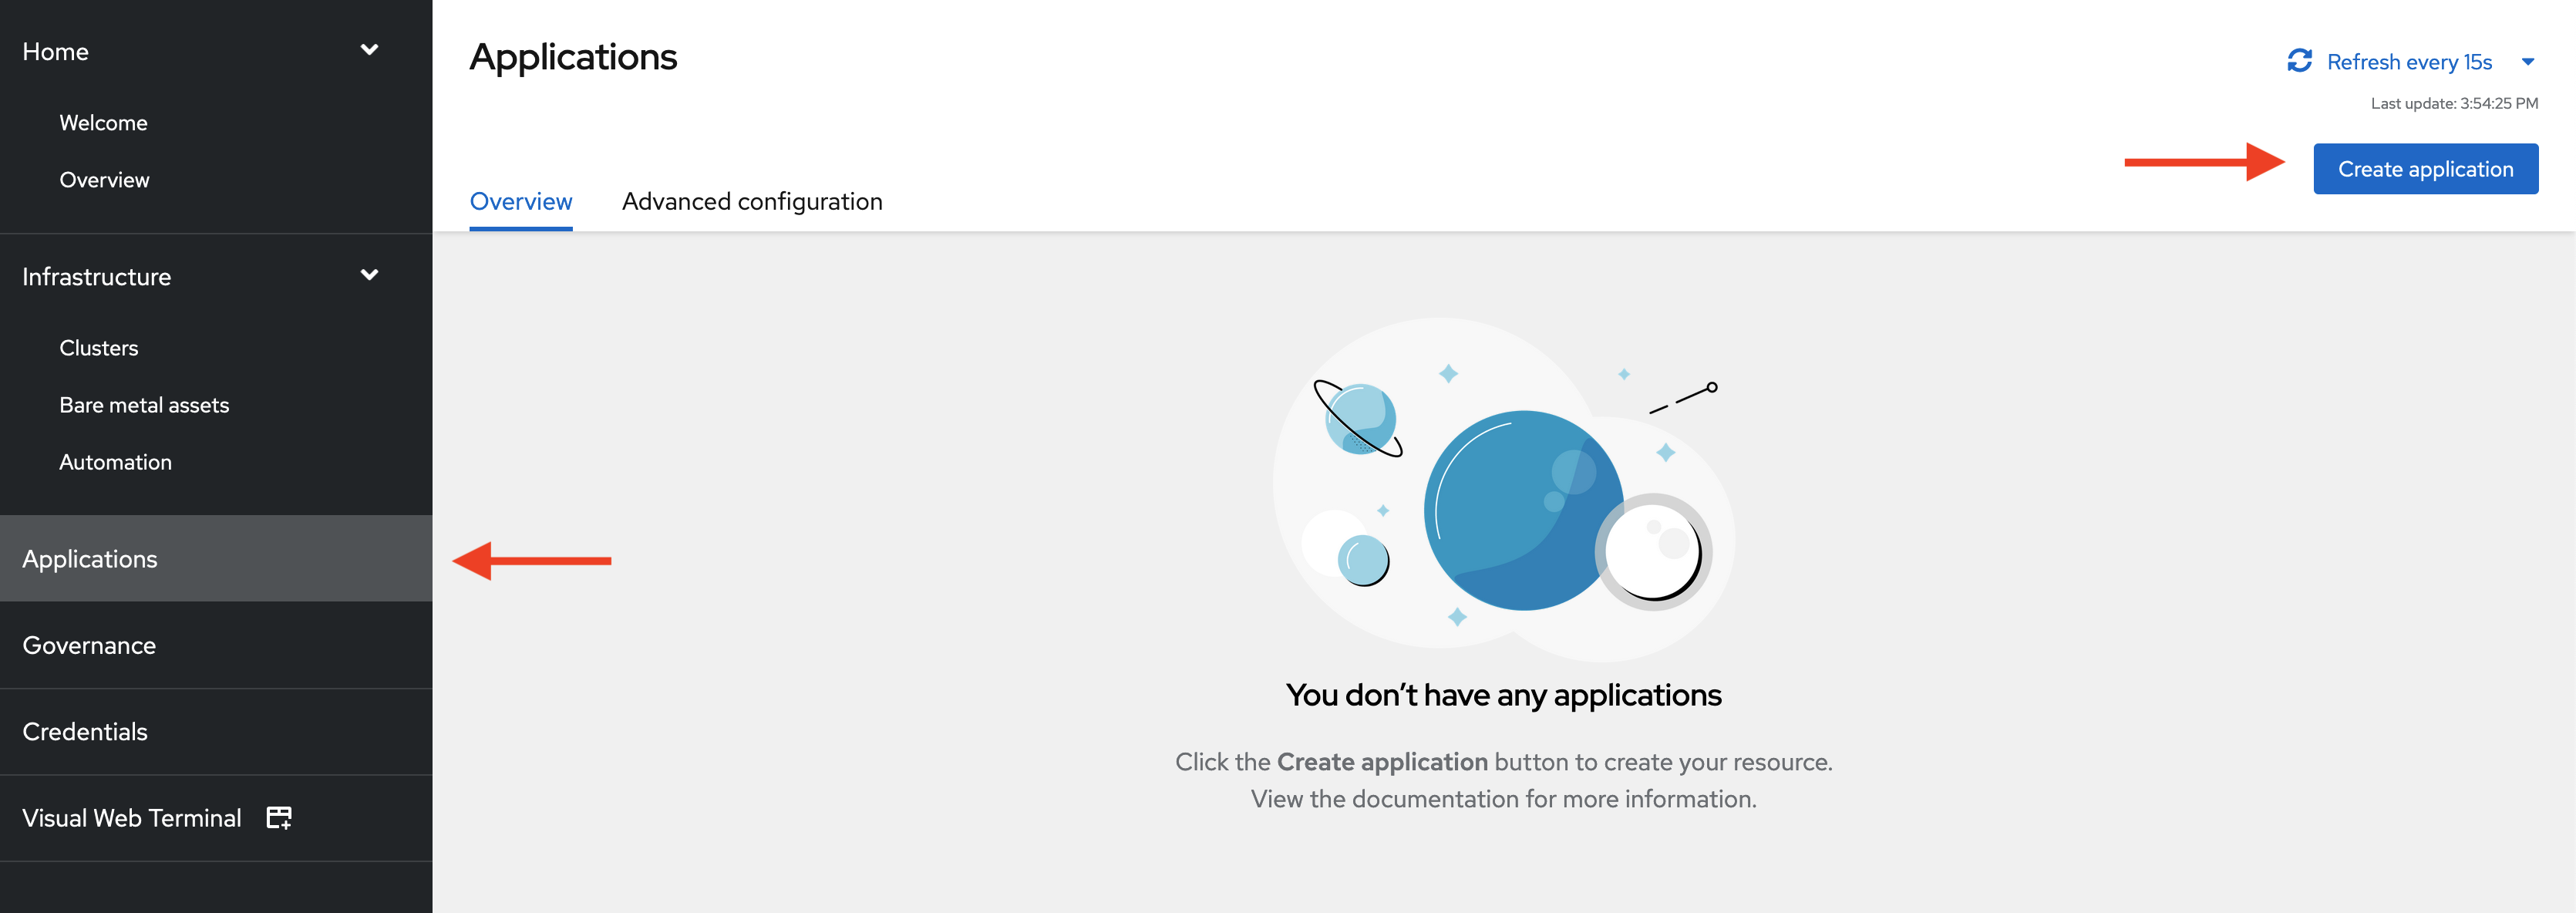 Home
Welcome
Overview
Infrastructure
Clusters
Bare metal assets
Automation
Applications
Governance
Credentials
Visual Web Terminal
Applications
Refresh every 15s
Last update: 3:54:25 PM
Create application
Overview
Advanced configuration
You don’t have any applications
Click the Create application button to create your resource.
View the documentation for more information.